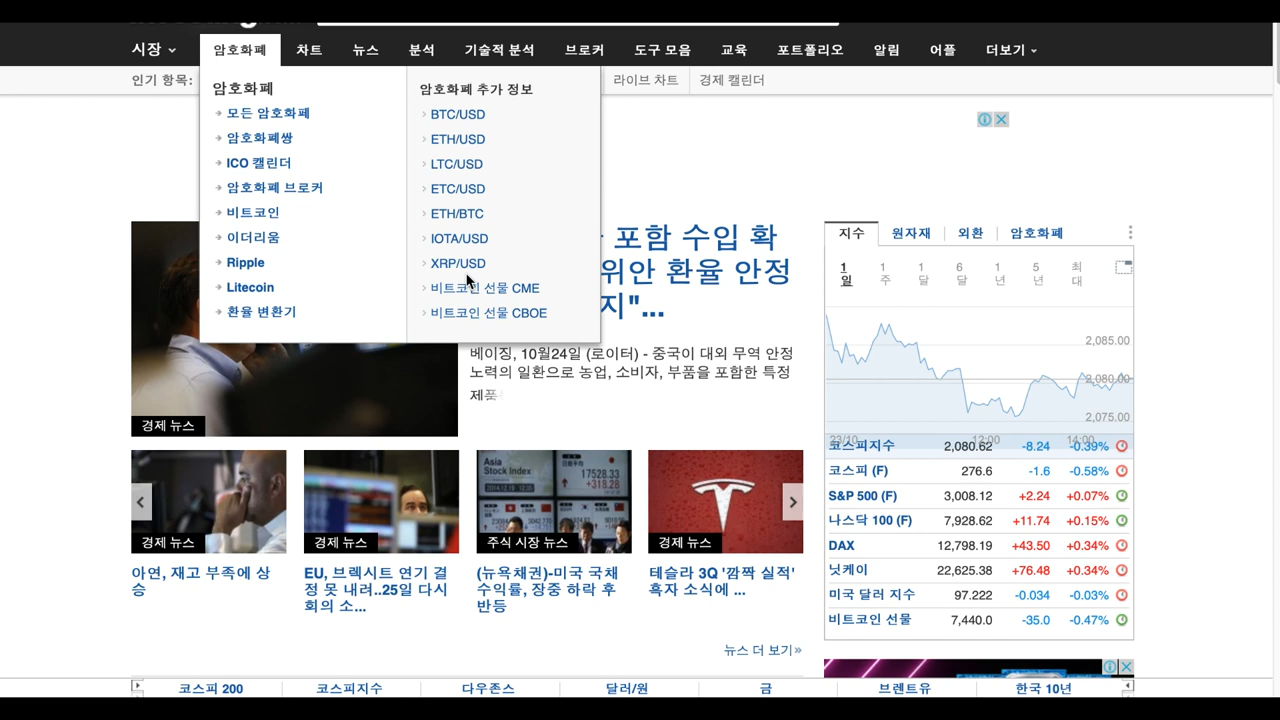 시장
암호화폐
차트
뉴스
분석
기술적 분석
브로커
도구 모음
교육
포트폴리오
알림
어플
더보기
인기 항목:
라이브 차트
경제 캘린더
암호화폐
모든 암호화폐
암호화폐쌍
ICO 캘린더
암호화폐 브로커
비트코인
이더리움
Ripple
Litecoin
환율 변환기
암호화폐 추가 정보
BTC/USD
ETH/USD
LTC/USD
ETC/USD
ETH/BTC
IOTA/USD
XRP/USD
비트코인 선물 CME
비트코인 선물 CBOE
포함 수입 확
위안 환율 안정
지"...
베이징, 10월24일 (로이터) - 중국이 대외 무역 안정
노력의 일환으로 농업, 소비자, 부품을 포함한 특정
제품
경제 뉴스
경제 뉴스
경제 뉴스
Asia
Stock Index
17528.33
+318.28
주식 시장 뉴스
경제 뉴스
아연, 재고 부족에 상
승
EU, 브렉시트 연기 결
정 못 내려..25일 다시
회의 소...
(뉴욕채권)-미국 국채
수익률, 장중 하락 후
반등
테슬라 3Q '깜짝 실적'
흑자 소식에 ...
뉴스 더 보기»
지수
원자재
외환
암호화폐
1일
1주
1달
6달
1년
5년
최대
2,085.00
2,080.00
2,075.00
23/10
12:00
14:00
코스피지수 2,080.62 -8.24 -0.39%
코스피 (F) 276.6 -1.6 -0.58%
S&P 500 (F) 3,008.12 +2.24 +0.07%
나스닥 100 (F) 7,928.62 +11.74 +0.15%
DAX 12,798.19 +43.50 +0.34%
닛케이 22,625.38 +76.48 +0.34%
미국 달러 지수 97.222 -0.034 -0.03%
비트코인 선물 7,440.0 -35.0 -0.47%
코스피 200
코스피지수
다우존스
달러/원
금
브렌트유
한국 10년